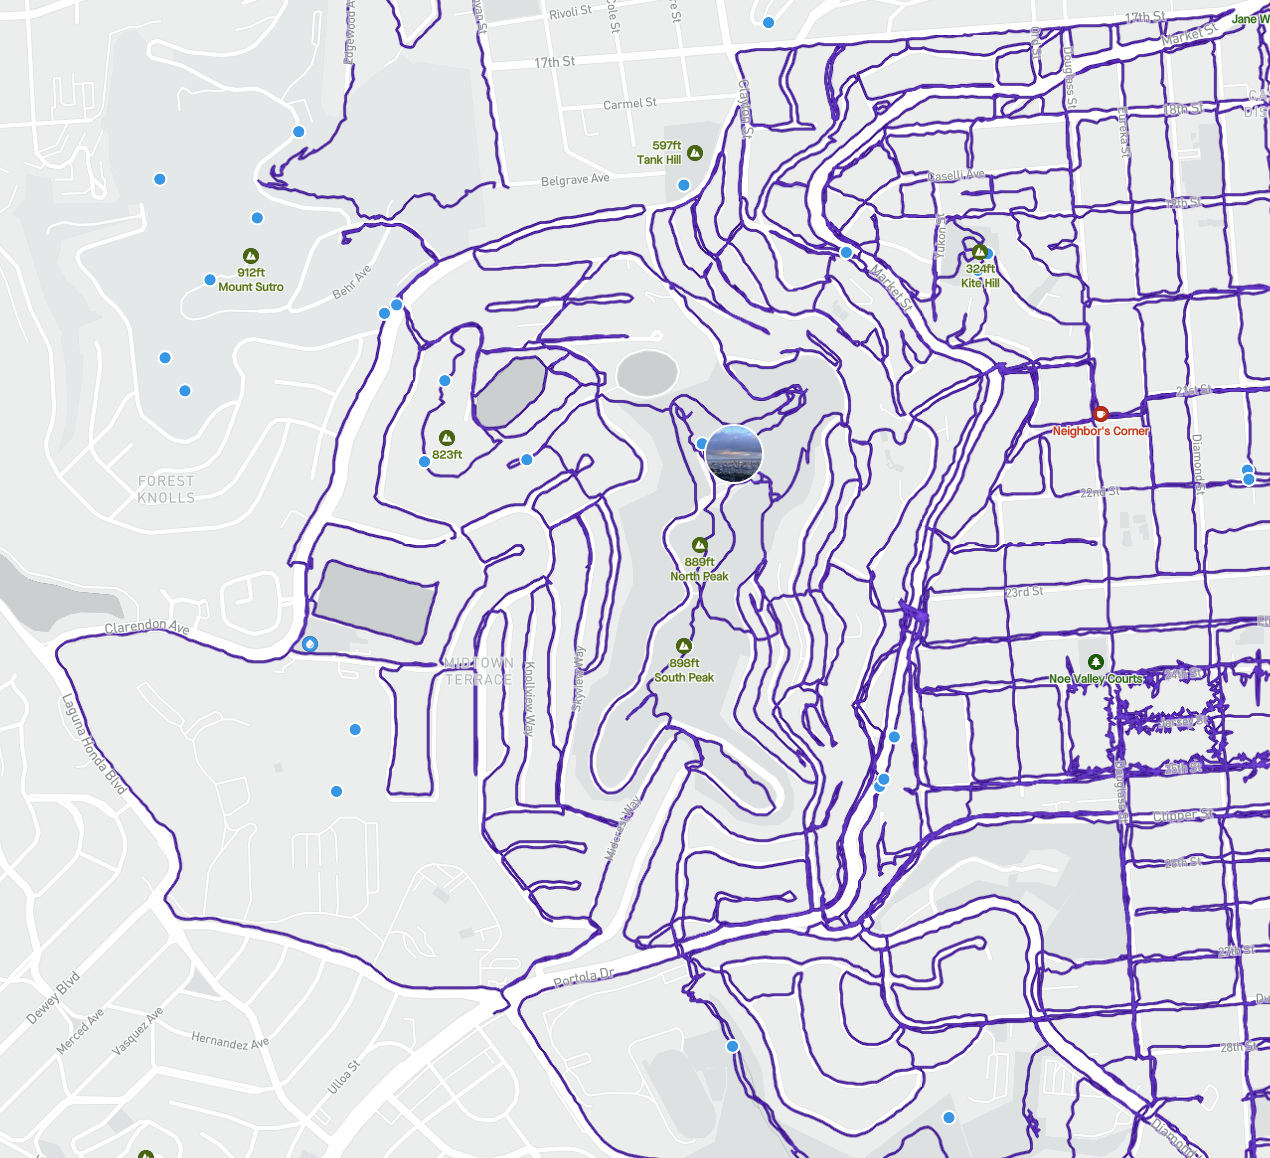 Rivoli St
17th St
Jane W
Market St
17th St
Edgewood A
Cole St
Douglass St
Carmel St
Clayton St
18th St
Eureka St
597ft
Tank Hill
Belgrave Ave
Caselli Ave
19th St
Yukon St
912ft
Mount Sutro
Behr Ave
Market St
324ft
Kite Hill
21st St
Neighbor's Corner
823ft
Diamond St
FOREST
KNOLLS
22nd St
889ft
North Peak
23rd St
Clarendon Ave
MIDTOWN
TERRACE
898ft
South Peak
Noe Valley Courts
24th St
Knollview Way
Skyview Way
Laguna Honda Blvd
Jersey St
25th St
Douglass St
Clipper St
Midcrest Way
26th St
27th St
Portola Dr
Dewey Blvd
Merced Ave
Vasquez Ave
Hernandez Ave
Ulloa St
28th St
Diamond